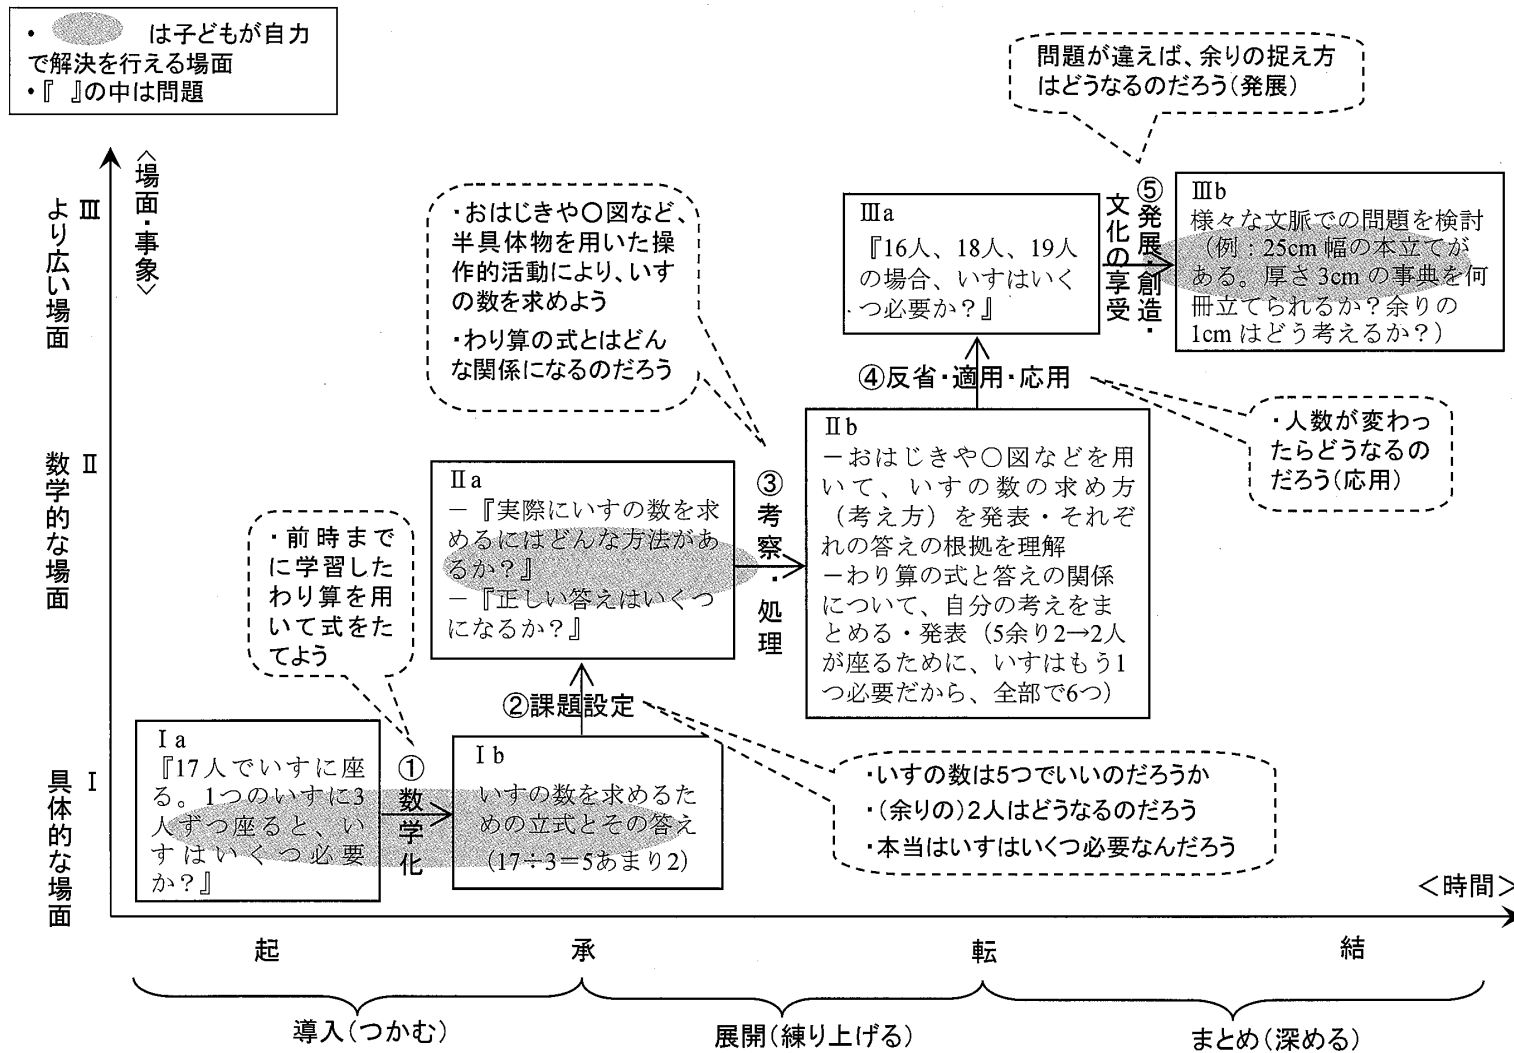 ・　　は子どもが自力
で解決を行える場面
・『　』の中は問題
問題が違えば、余りの捉え方
はどうなるのだろう（発展）
＜場面・事象＞
Ⅲ
より広い場面
Ⅱ
数学的な場面
Ⅰ
具体的な場面
・おはじきや〇図など、
半具体物を用いた操
作的活動により、いす
の数を求めよう
・わり算の式とはどん
な関係になるのだろう
Ⅲa
『16人、18人、19人
の場合、いすはいく
つ必要か？』
⑤発展・創造・
文化の享受
Ⅲb
様々な文脈での問題を検討
（例：25cm 幅の本立てが
ある。厚さ 3cm の事典を何
冊立てられるか？余りの
1cm はどう考えるか？）
④反省・適用・応用
・人数が変わっ
たらどうなるの
だろう（応用）
Ⅱa
－『実際にいすの数を求
めるにはどんな方法があ
るか？』
－『正しい答えはいくつ
になるか？』
③考察・処理
Ⅱb
－おはじきや〇図などを用
いて、いすの数の求め方
（考え方）を発表・それぞ
れの答えの根拠を理解
－わり算の式と答えの関係
について、自分の考えをま
とめる・発表（5余り2→2人
が座るために、いすはもう1
つ必要だから、全部で6つ）
・前時まで
に学習した
わり算を用
いて式をた
てよう
②課題設定
Ⅰa
『17人でいすに座
る。1つのいすに3
人ずつ座ると、い
すはいくつ必要
か？』
①数学化
Ⅰb
いすの数を求めるた
めの立式とその答え
（17÷3＝5あまり2）
・いすの数は5つでいいのだろうか
・（余りの）2人はどうなるのだろう
・本当はいすはいくつ必要なんだろう
＜時間＞
起
承
転
結
導入（つかむ）
展開（練り上げる）
まとめ（深める）